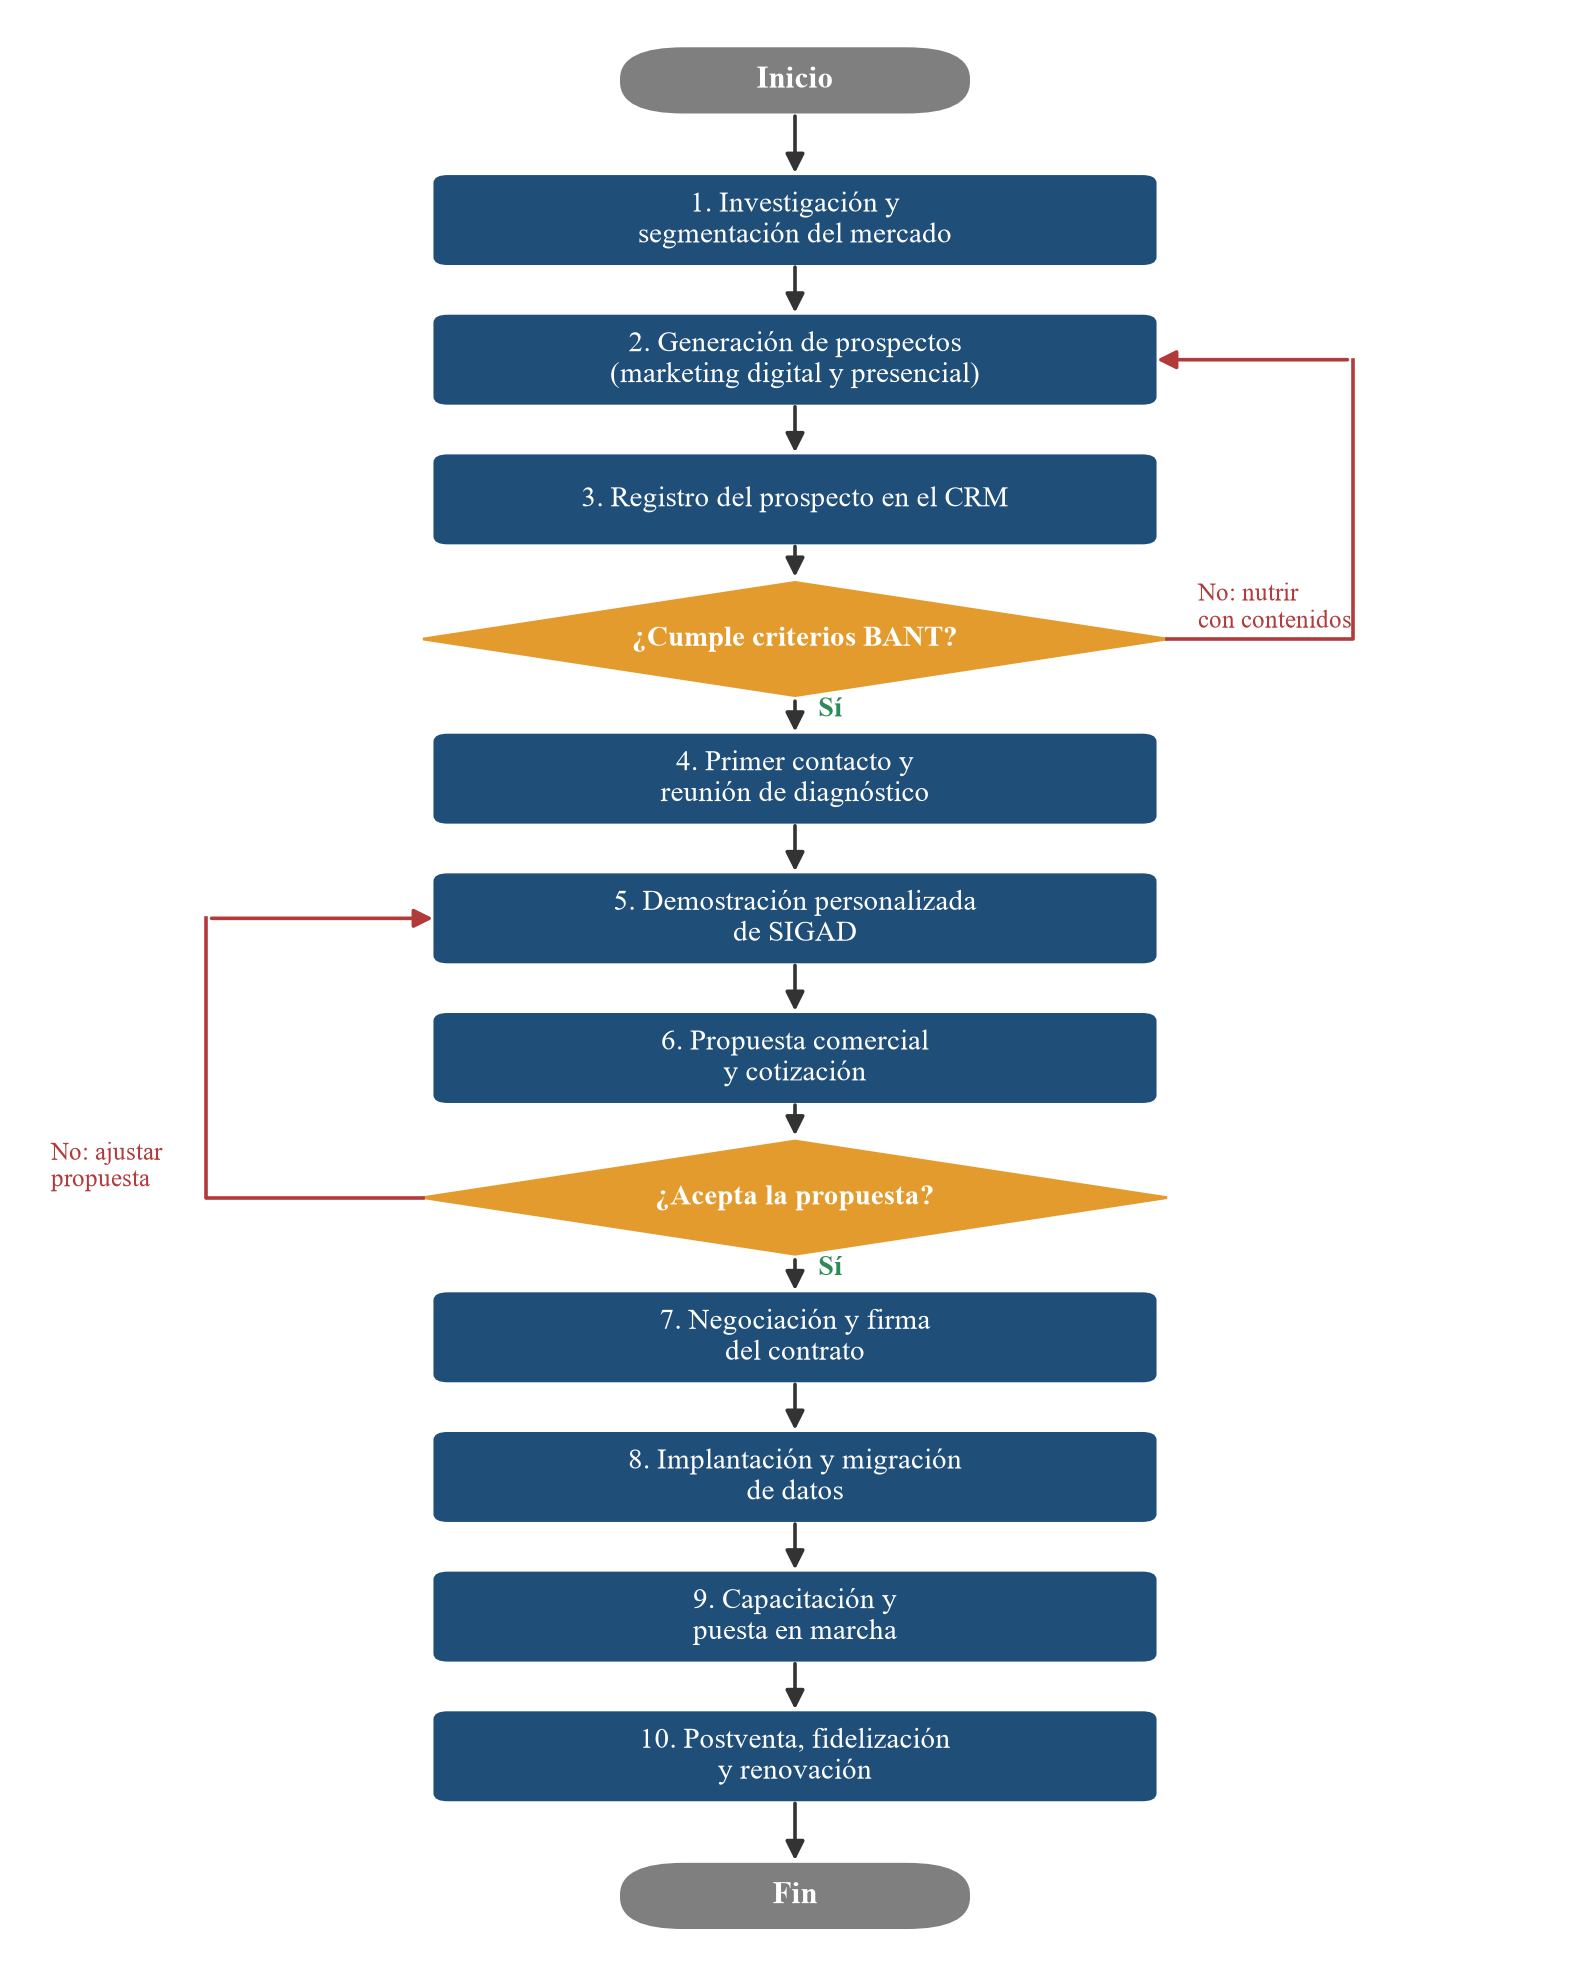 Inicio
1. Investigación y
segmentación del mercado
2. Generación de prospectos
(marketing digital y presencial)
3. Registro del prospecto en el CRM
No: nutrir
con contenidos
¿Cumple criterios BANT?
Sí
4. Primer contacto y
reunión de diagnóstico
5. Demostración personalizada
de SIGAD
6. Propuesta comercial
y cotización
No: ajustar
propuesta
¿Acepta la propuesta?
Sí
7. Negociación y firma
del contrato
8. Implantación y migración
de datos
9. Capacitación y
puesta en marcha
10. Postventa, fidelización
y renovación
Fin